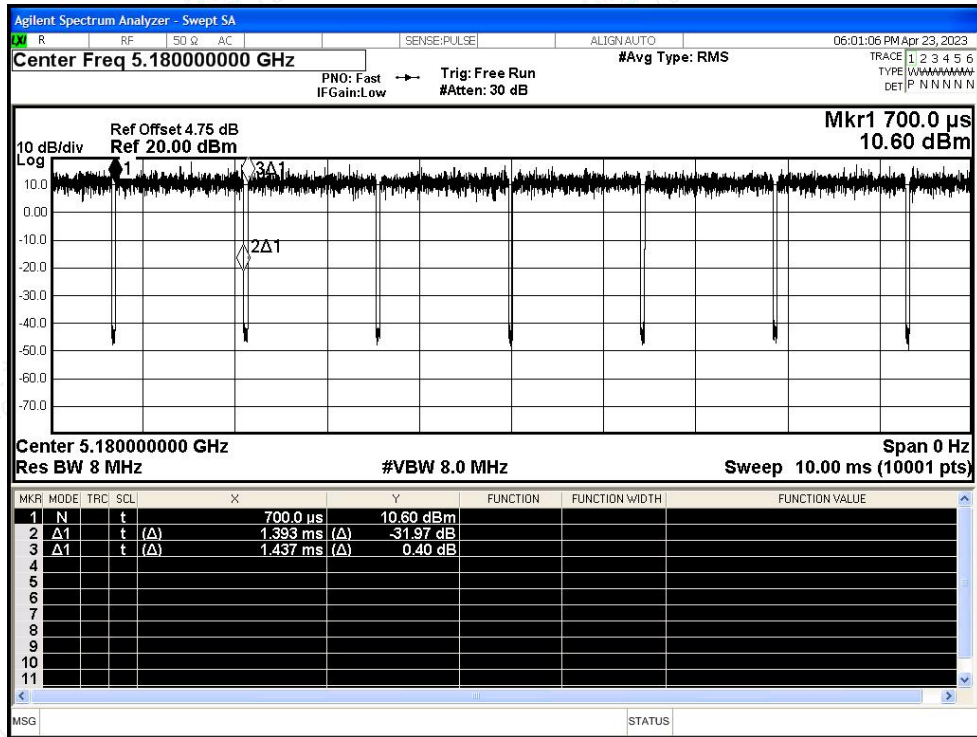 Agilent Spectrum Analyzer - Swept SA
LXI R RF 50 Ω AC SENSE:PULSE ALIGN AUTO 06:01:06 PM Apr 23, 2023
Center Freq 5.180000000 GHz
#Avg Type: RMS
TRACE 1 2 3 4 5 6
PNO: Fast Trig: Free Run
TYPE WWWWWW
IFGain:Low #Atten: 30 dB
DET P N N N N N
Mkr1 700.0 µs
Ref Offset 4.75 dB
10 dB/div Ref 20.00 dBm 10.60 dBm
Log
1 3Δ1
10.0
0.00
-10.0
2Δ1
-20.0
-30.0
-40.0
-50.0
-60.0
-70.0
Center 5.180000000 GHz Span 0 Hz
Res BW 8 MHz #VBW 8.0 MHz Sweep 10.00 ms (10001 pts)
MKR MODE TRC SCL X Y FUNCTION FUNCTION WIDTH FUNCTION VALUE
1 N t 700.0 µs 10.60 dBm
2 Δ1 t (Δ) 1.393 ms (Δ) -31.97 dB
3 Δ1 t (Δ) 1.437 ms (Δ) 0.40 dB
4
5
6
7
8
9
10
11
MSG STATUS